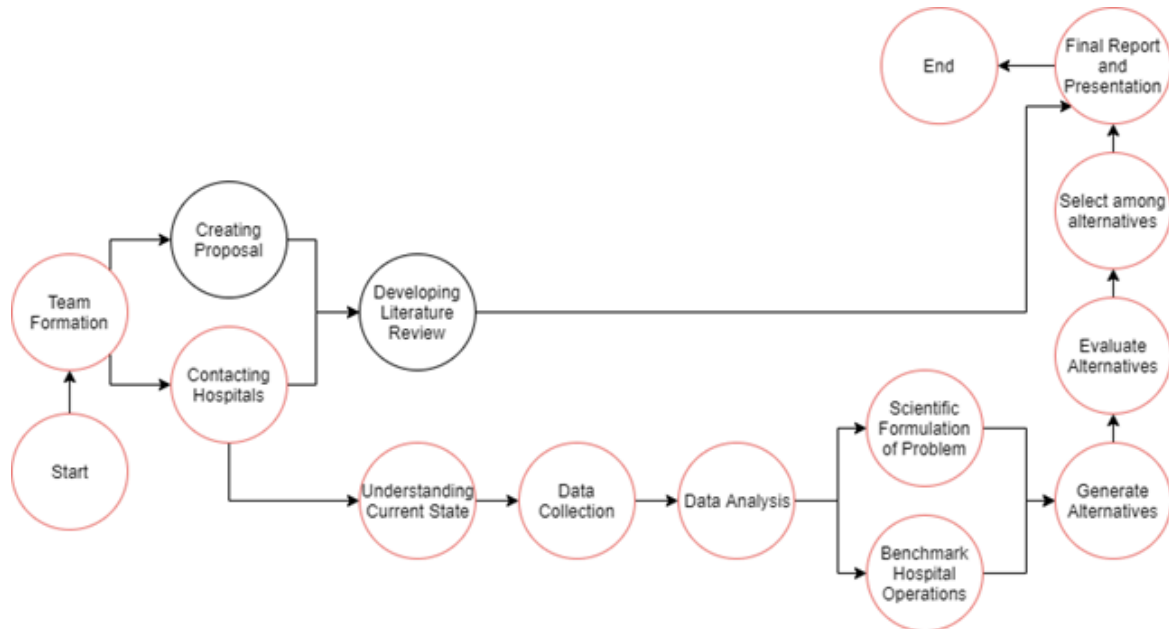 End
Final Report
and
Presentation
Select among
alternatives
Creating
Proposal
Team
Formation
Developing
Literature
Review
Evaluate
Alternatives
Contacting
Hospitals
Start
Scientific
Formulation
of Problem
Understanding
Current State
Data
Collection
Data Analysis
Generate
Alternatives
Benchmark
Hospital
Operations